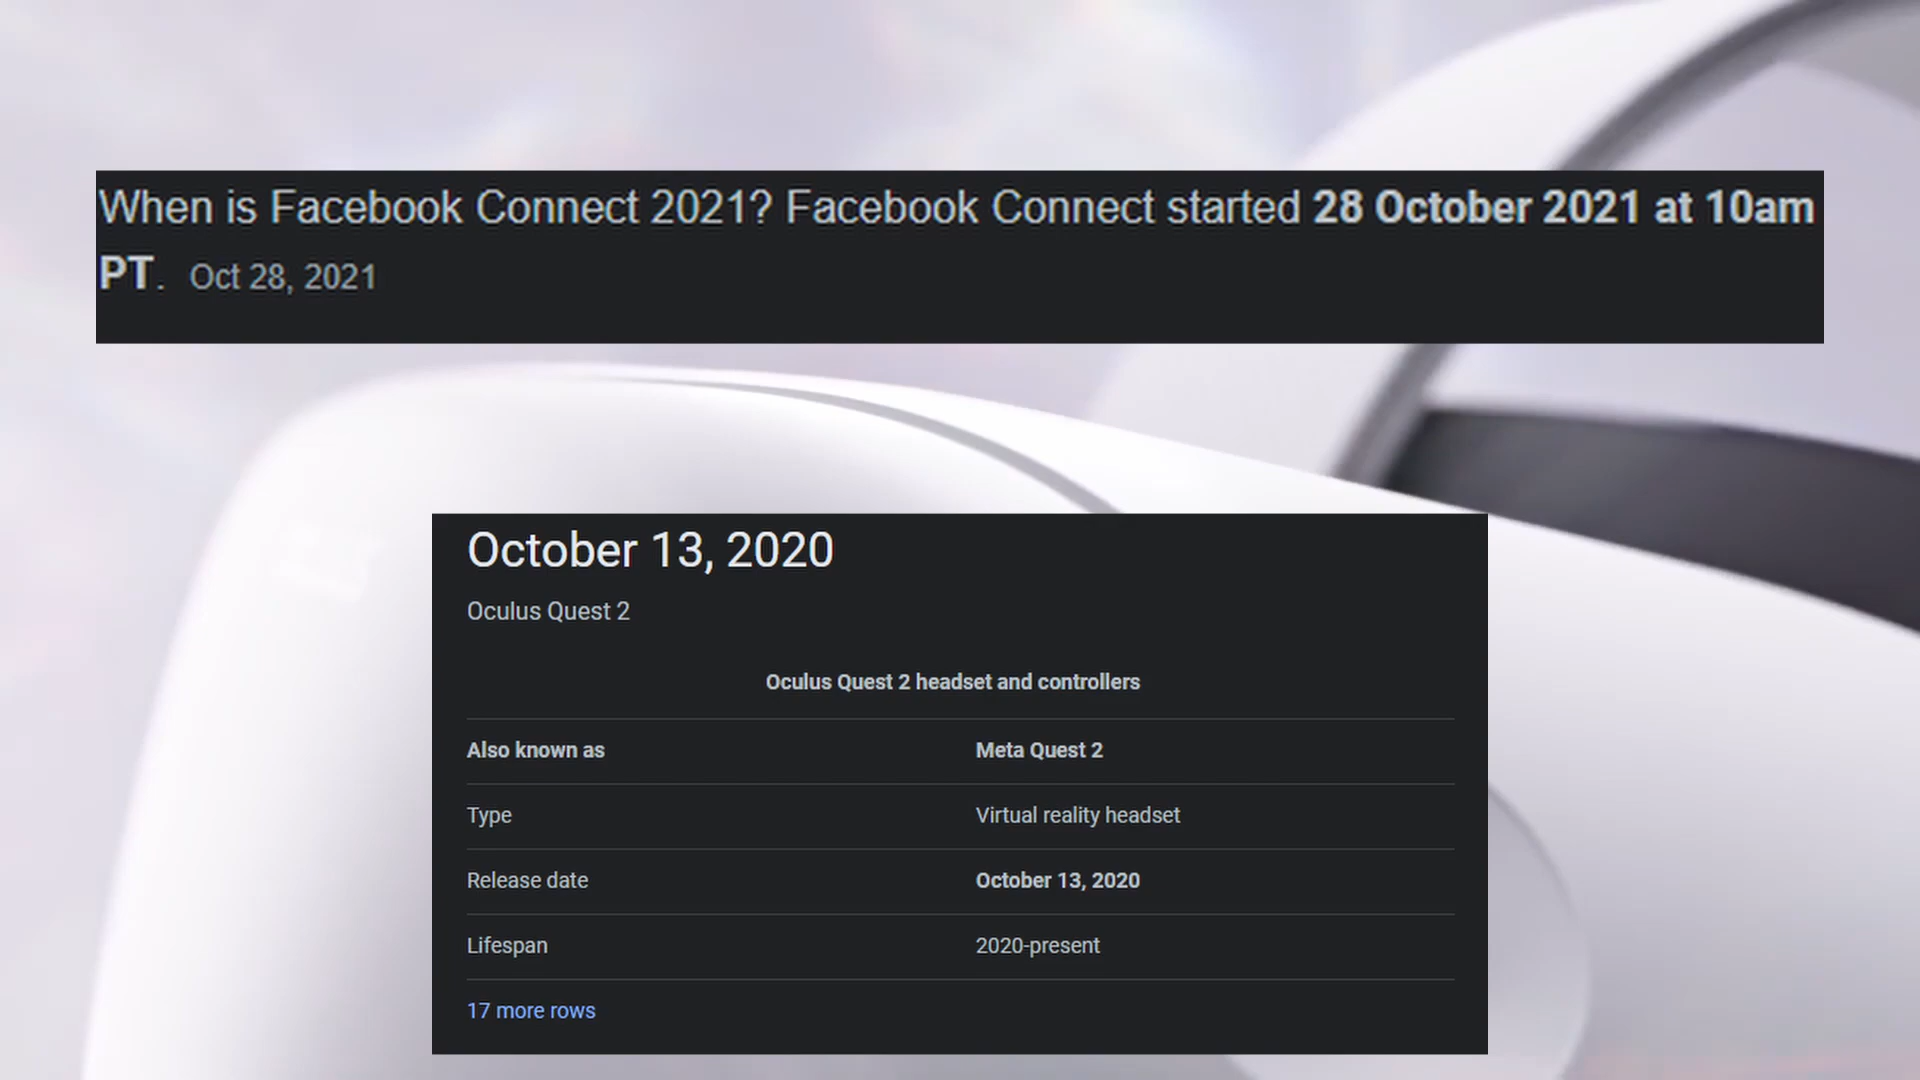 When is Facebook Connect 2021? Facebook Connect started 28 October 2021 at 10am
PT. Oct 28, 2021
October 13, 2020
Oculus Quest 2
Oculus Quest 2 headset and controllers
Also known as Meta Quest 2
Type Virtual reality headset
Release date October 13, 2020
Lifespan 2020-present
17 more rows